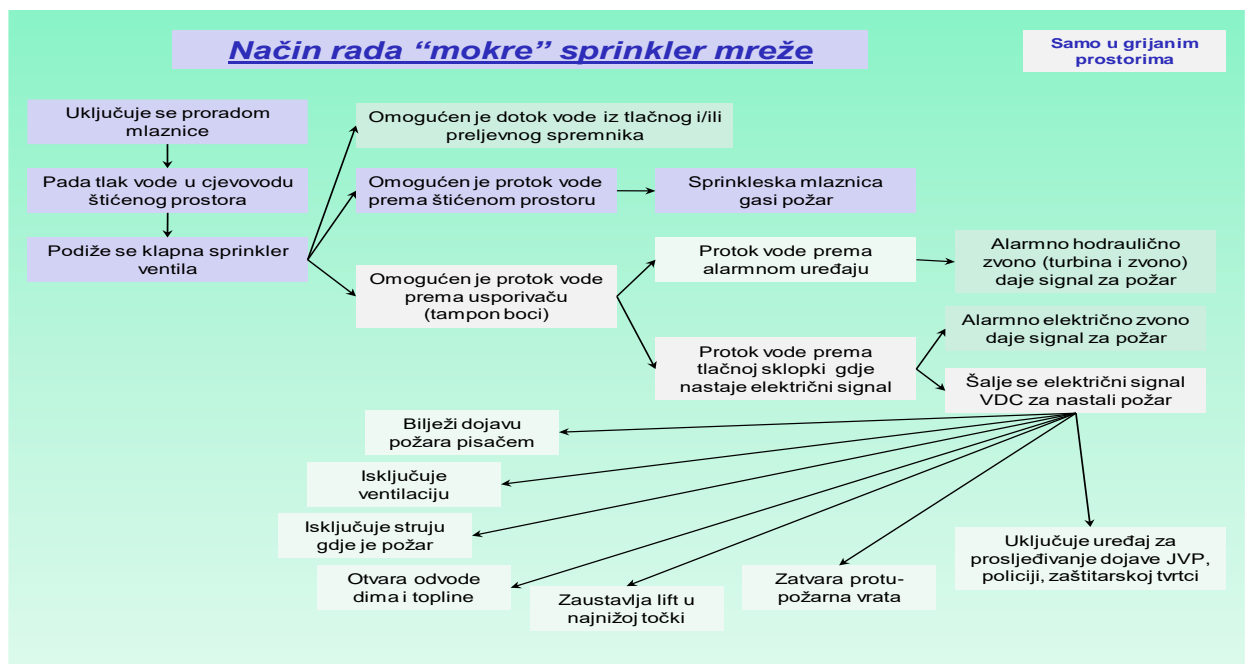 Način rada “mokre” sprinkler mreže
Samo u grijanim
prostorima
Uključuje se proradom
mlaznice
Pada tlak vode u cjevovodu
štićenog prostora
Podiže se klapna sprinkler
ventila
Omogućen je dotok vode iz tlačnog i/ili
preljevnog spremnika
Omogućen je protok vode
prema štićenom prostoru
Sprinkleska mlaznica
gasi požar
Omogućen je protok vode
prema usporivaču
(tampon boci)
Protok vode prema
alarmnom uređaju
Alarmno hodraulično
zvono (turbina i zvono)
daje signal za požar
Protok vode prema
tlačnoj sklopki gdje
nastaje električni signal
Alarmno električno zvono
daje signal za požar
Šalje se električni signal
VDC za nastali požar
Bilježi dojavu
požara pisačem
Isključuje
ventilaciju
Isključuje struju
gdje je požar
Otvara odvode
dima i topline
Zaustavlja lift u
najnižoj točki
Zatvara protu-
požarna vrata
Uključuje uređaj za
prosljeđivanje dojave JVP,
policiji, zaštitarskoj tvrtci